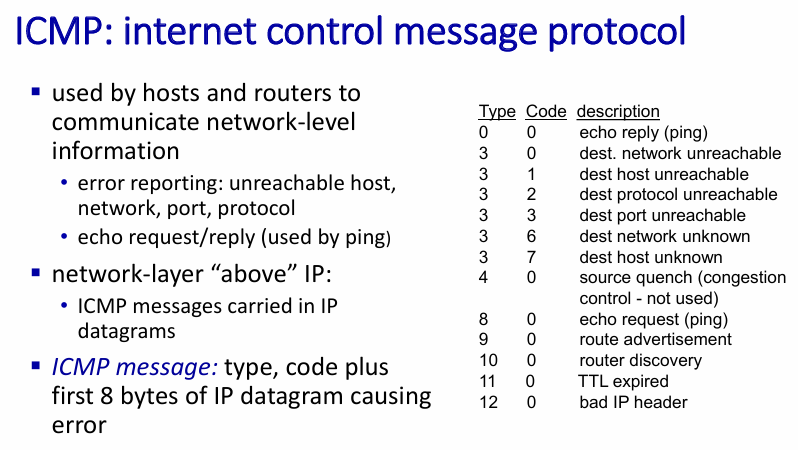 ICMP: internet control message protocol
▪ used by hosts and routers to
communicate network-level
information
• error reporting: unreachable host,
network, port, protocol
• echo request/reply (used by ping)
▪ network-layer “above” IP:
• ICMP messages carried in IP
datagrams
▪ ICMP message: type, code plus
first 8 bytes of IP datagram causing
error
Type Code description
0 0 echo reply (ping)
3 0 dest. network unreachable
3 1 dest host unreachable
3 2 dest protocol unreachable
3 3 dest port unreachable
3 6 dest network unknown
3 7 dest host unknown
4 0 source quench (congestion
control - not used)
8 0 echo request (ping)
9 0 route advertisement
10 0 router discovery
11 0 TTL expired
12 0 bad IP header